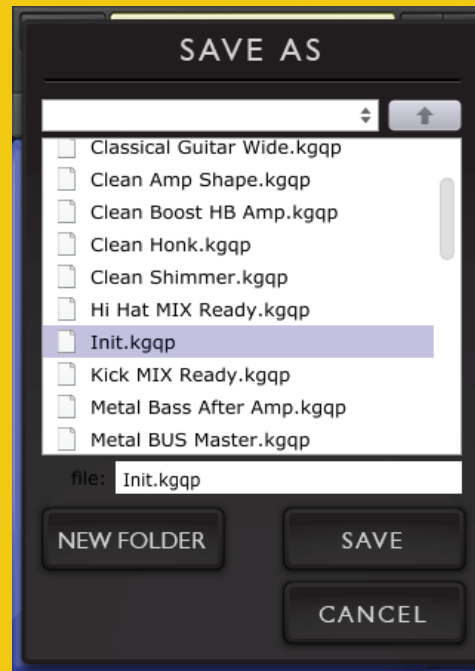 SAVE AS
Classical Guitar Wide.kgqp
Clean Amp Shape.kgqp
Clean Boost HB Amp.kgqp
Clean Honk.kgqp
Clean Shimmer.kgqp
Hi Hat MIX Ready.kgqp
Init.kgqp
Kick MIX Ready.kgqp
Metal Bass After Amp.kgqp
Metal BUS Master.kgqp
file: Init.kgqp
NEW FOLDER SAVE
CANCEL